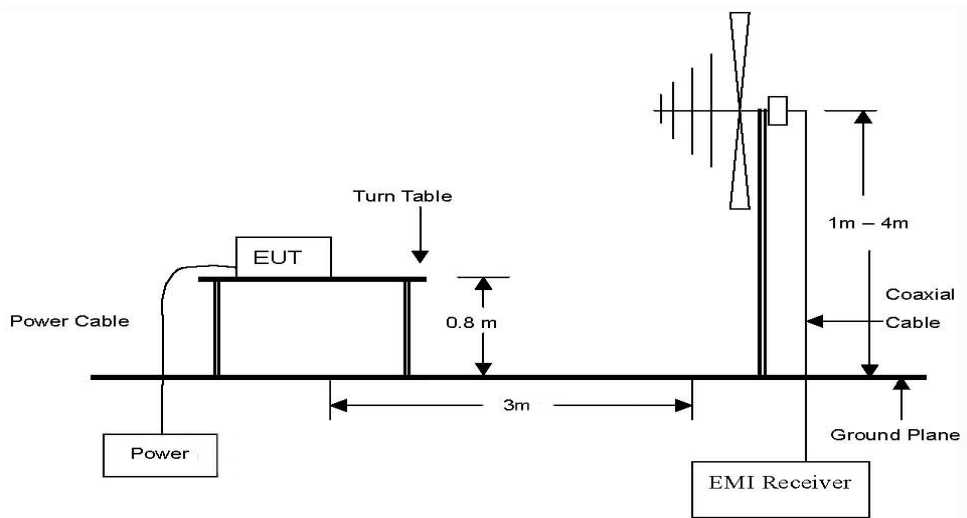 Turn Table
EUT
1m – 4m
Coaxial
Cable
Power Cable
0.8 m
3m
Ground Plane
Power
EMI Receiver